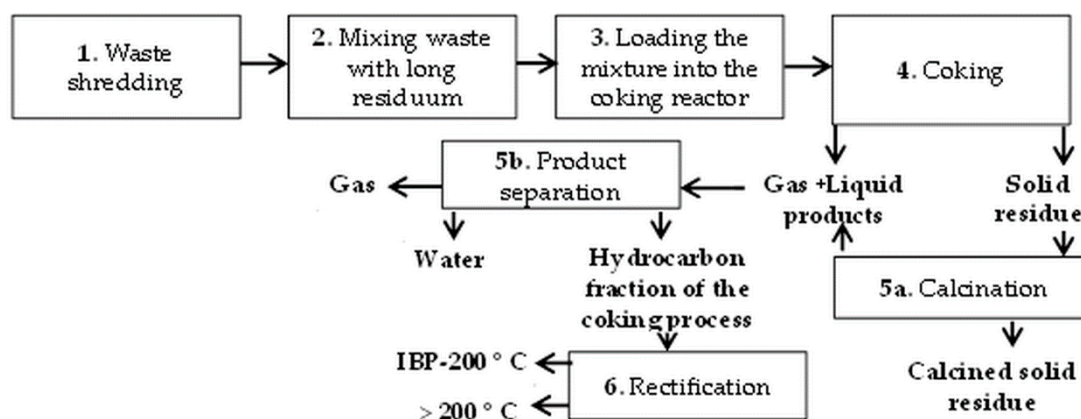 1. Waste
shredding
2. Mixing waste
with long
residuum
3. Loading the
mixture into the
coking reactor
4. Coking
5b. Product
separation
Gas
Gas +Liquid
products
Solid
residue
Water
Hydrocarbon
fraction of the
coking process
5a. Calcination
IBP-200 ° C
> 200 ° C
6. Rectification
Calcined solid
residue